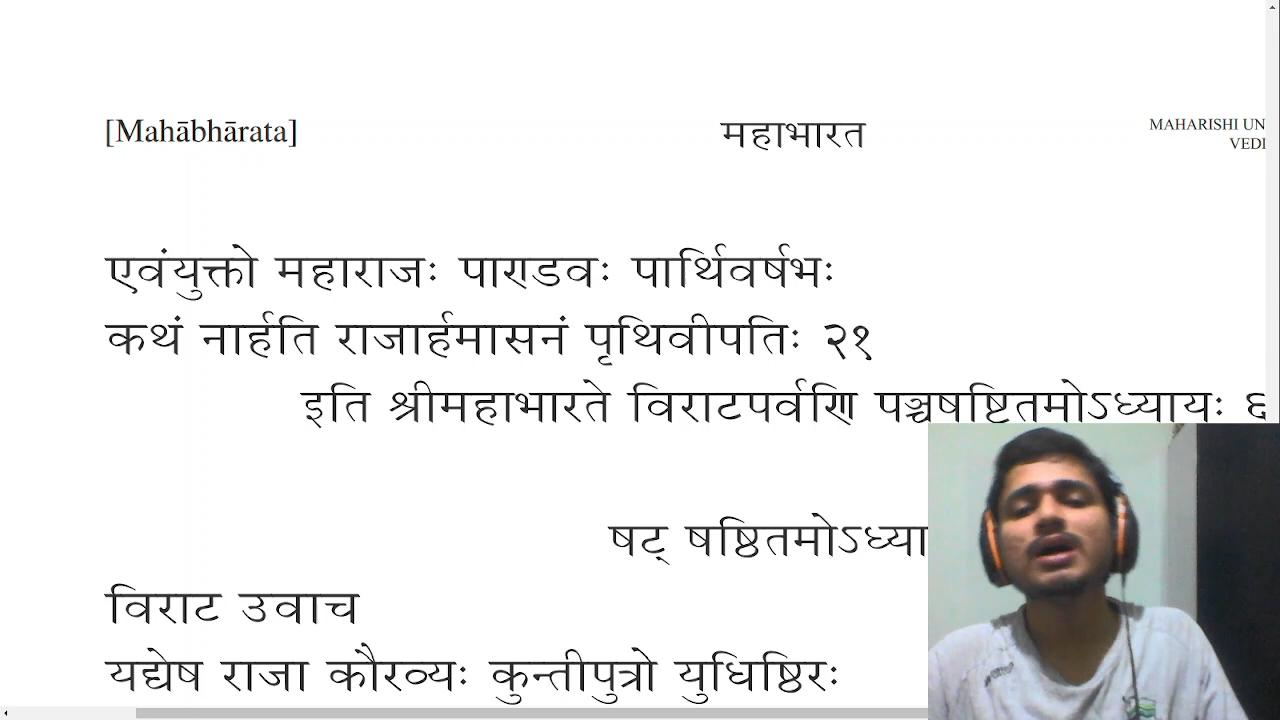 [Mahābhārata] महाभारत MAHARISHI UN
VEDI
एवंयुक्तो महाराजः पाण्डवः पार्थिवर्षभः
कथं नार्हति राजार्हमासनं पृथिवीपतिः २१
इति श्रीमहाभारते विराटपर्वणि पञ्चषष्टितमोऽध्यायः ६
षट् षष्ठितमोऽध्या
विराट उवाच
यद्येष राजा कौरव्यः कुन्तीपुत्रो युधिष्ठिरः